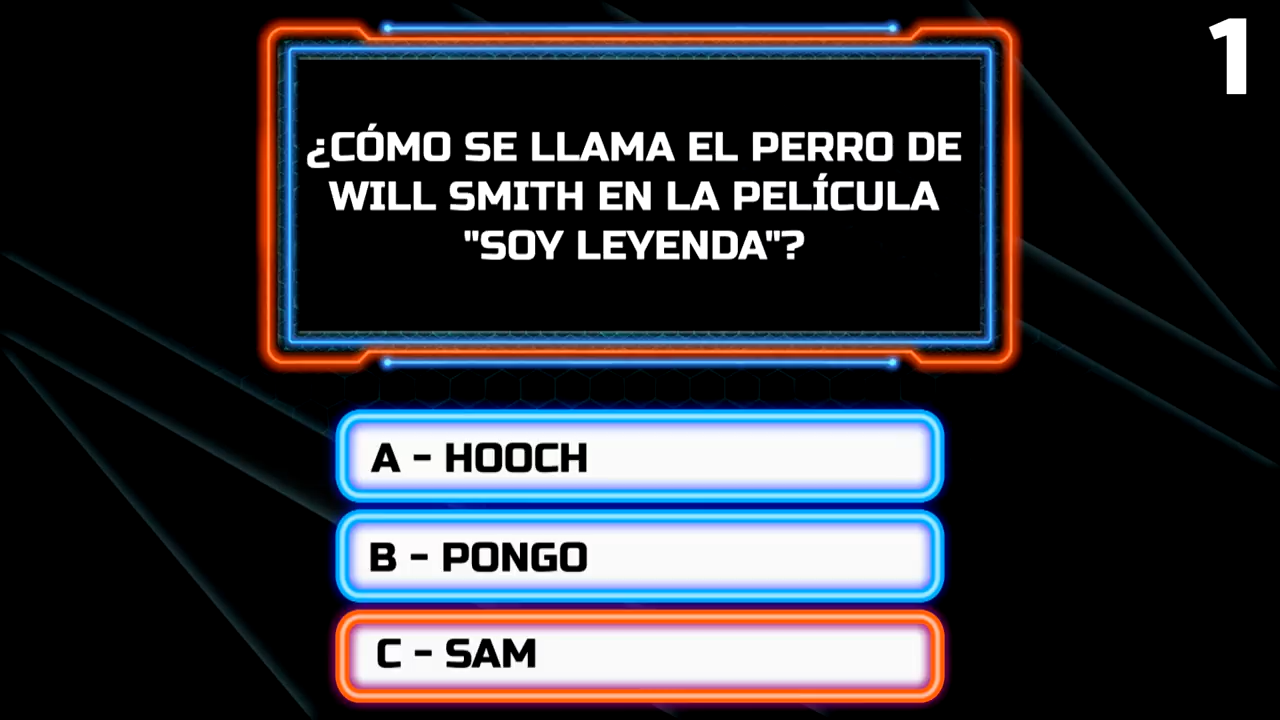 1
¿CÓMO SE LLAMA EL PERRO DE
WILL SMITH EN LA PELÍCULA
"SOY LEYENDA"?
A - HOOCH
B - PONGO
C - SAM